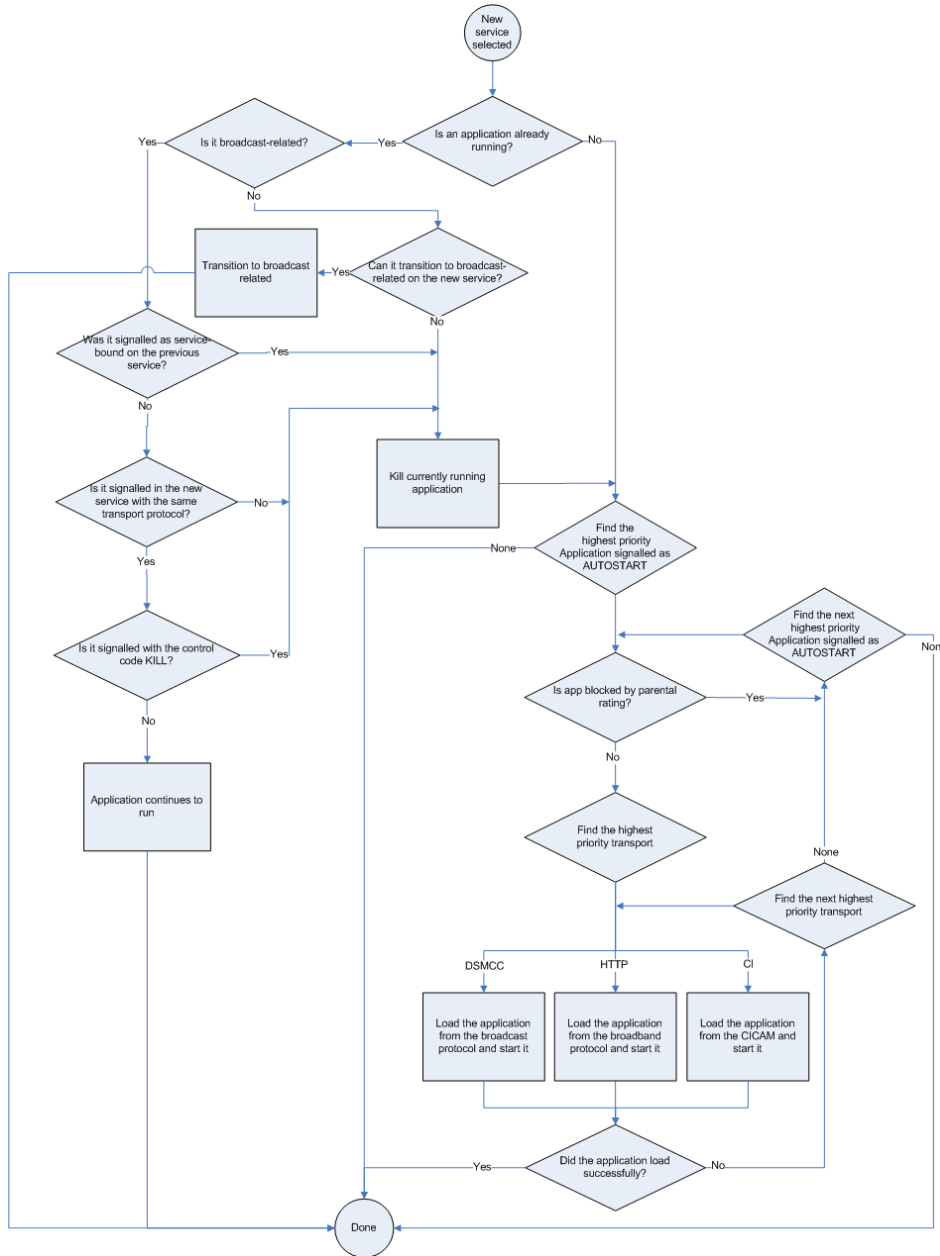 New
service
selected
Is an application already
running?
Yes
No
Is it broadcast-related?
Yes
No
Can it transition to broadcast-
related on the new service?
Yes
No
Transition to broadcast
related
Was it signalled as service-
bound on the previous
service?
Yes
No
Is it signalled in the new
service with the same
transport protocol?
No
Yes
Kill currently running
application
Find the
highest priority
Application signalled as
AUTOSTART
None
Find the next
highest priority
Application signalled as
AUTOSTART
Non
Is it signalled with the control
code KILL?
Yes
No
Is app blocked by parental
rating?
Yes
No
Application continues to
run
Find the highest
priority transport
None
Find the next highest
priority transport
DSMCC
HTTP
CI
Load the application
from the broadcast
protocol and start it
Load the application
from the broadband
protocol and start it
Load the application
from the CICAM and
start it
Did the application load
successfully?
Yes
No
Done